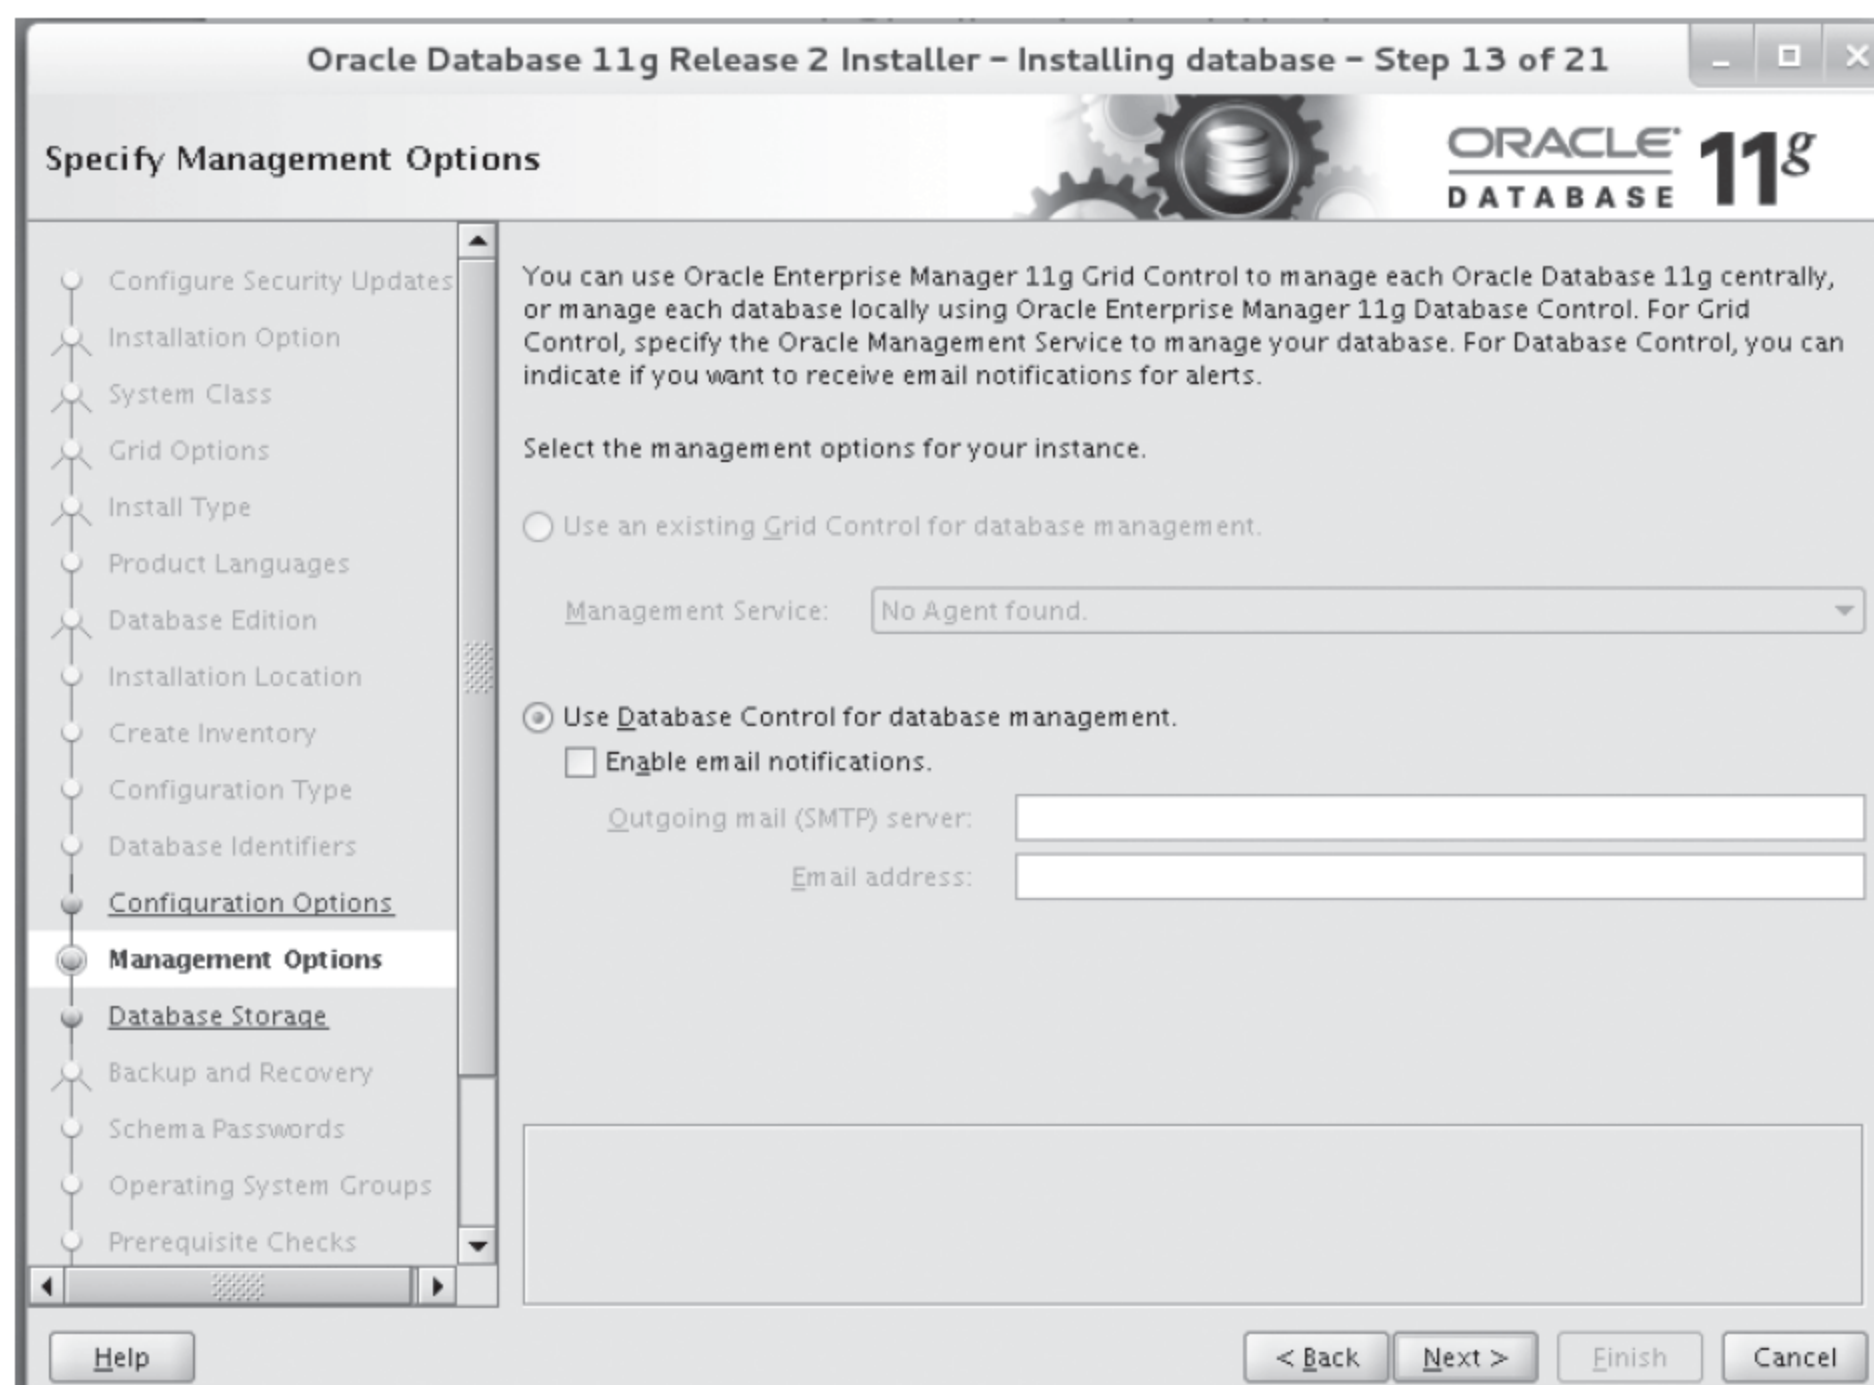 Oracle Database 11g Release 2 Installer – Installing database – Step 13 of 21
Specify Management Options
ORACLE
DATABASE
11g
Configure Security Updates
Installation Option
System Class
Grid Options
Install Type
Product Languages
Database Edition
Installation Location
Create Inventory
Configuration Type
Database Identifiers
Configuration Options
Management Options
Database Storage
Backup and Recovery
Schema Passwords
Operating System Groups
Prerequisite Checks
You can use Oracle Enterprise Manager 11g Grid Control to manage each Oracle Database 11g centrally,
or manage each database locally using Oracle Enterprise Manager 11g Database Control. For Grid
Control, specify the Oracle Management Service to manage your database. For Database Control, you can
indicate if you want to receive email notifications for alerts.
Select the management options for your instance.
Use an existing Grid Control for database management.
Management Service: No Agent found.
Use Database Control for database management.
Enable email notifications.
Outgoing mail (SMTP) server:
Email address:
Help
< Back
Next >
Finish
Cancel